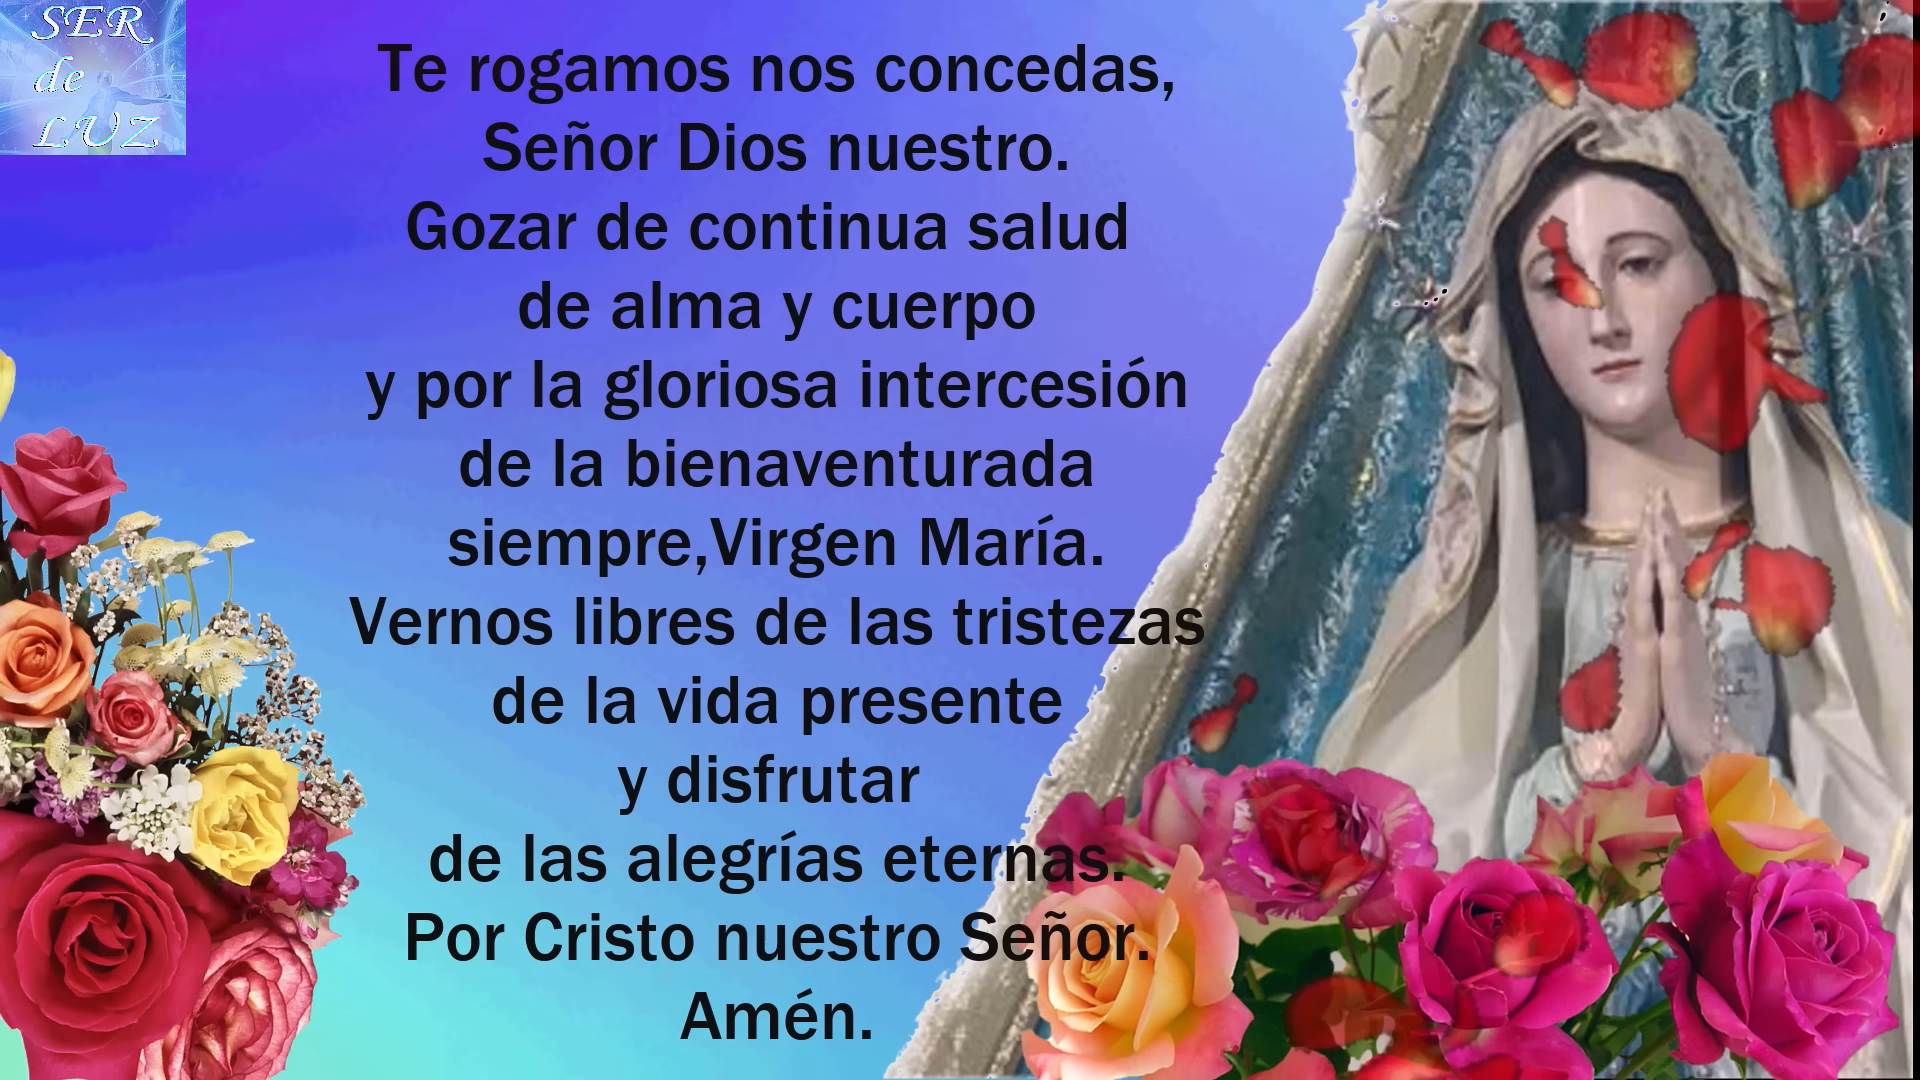 SER
de
LUZ
Te rogamos nos concedas,
Señor Dios nuestro.
Gozar de continua salud
de alma y cuerpo
y por la gloriosa intercesión
de la bienaventurada
siempre,Virgen María.
Vernos libres de las tristezas
de la vida presente
y disfrutar
de las alegrías eternas.
Por Cristo nuestro Señor.
Amén.